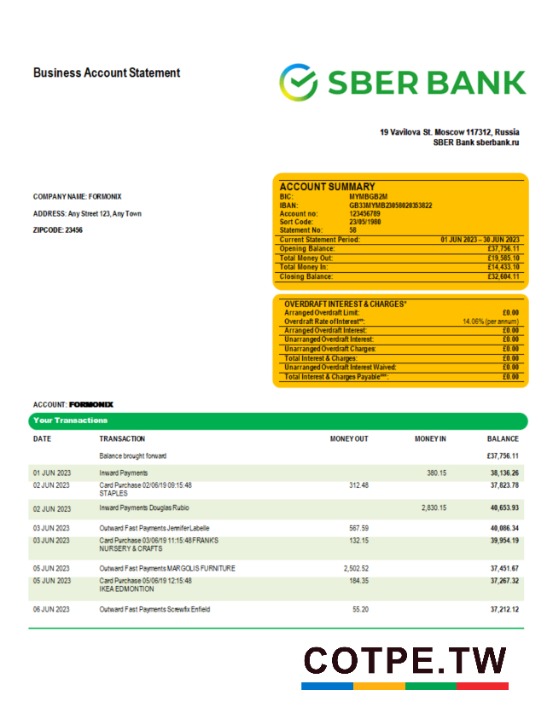 Business Account Statement
SBER BANK
19 Vavilova St. Moscow 117312, Russia
SBER Bank sberbank.ru
COMPANY NAME: FORMONIX
ADDRESS: Any Street 123, Any Town
ZIPCODE: 23456
ACCOUNT SUMMARY
BIC: MYMBGB2M
IBAN: GB33MYMB23058020353822
Account no: 123456789
Sort Code: 23/05/1980
Statement No: 58
Current Statement Period: 01 JUN 2023 – 30 JUN 2023
Opening Balance: £37,756.11
Total Money Out: £19,585.10
Total Money In: £14,433.10
Closing Balance: £32,604.11
OVERDRAFT INTEREST & CHARGES*
Arranged Overdraft Limit: £0.00
Overdraft Rate of Interest**: 14.06% (per annum)
Arranged Overdraft Interest: £0.00
Unarranged Overdraft Interest: £0.00
Unarranged Overdraft Charges: £0.00
Total Interest & Charges: £0.00
Unarranged Overdraft Interest Waived: £0.00
Total Interest & Charges Payable***: £0.00
ACCOUNT: FORMONIX
Your Transactions
DATE TRANSACTION MONEY OUT MONEY IN BALANCE
Balance brought forward £37,756.11
01 JUN 2023 Inward Payments 380.15 38,136.26
02 JUN 2023 Card Purchase 02/06/19 09:15:48 312.48 37,823.78
STAPLES
02 JUN 2023 Inward Payments Douglas Rubio 2,830.15 40,653.93
03 JUN 2023 Outward Fast Payments Jennifer Labelle 567.59 40,086.34
03 JUN 2023 Card Purchase 03/06/19 11:15:48 FRANK'S 132.15 39,954.19
NURSERY & CRAFTS
05 JUN 2023 Outward Fast Payments MARGOLIS FURNITURE 2,502.52 37,451.67
05 JUN 2023 Card Purchase 05/06/19 12:15:48 184.35 37,267.32
IKEA EDMONTION
06 JUN 2023 Outward Fast Payments Screwfix Enfield 55.20 37,212.12
COTPE.TW